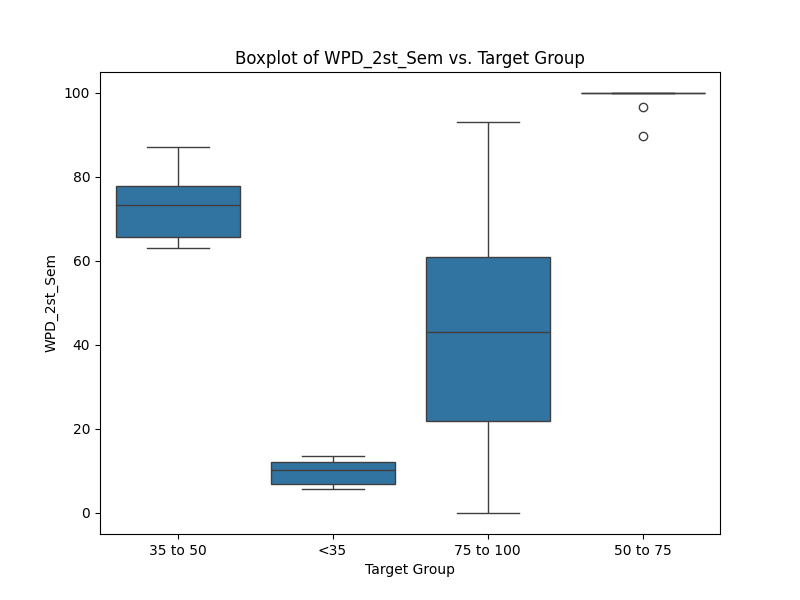 Boxplot of WPD_2st_Sem vs. Target Group
WPD_2st_Sem
100
80
60
40
20
0
35 to 50
<35
75 to 100
50 to 75
Target Group